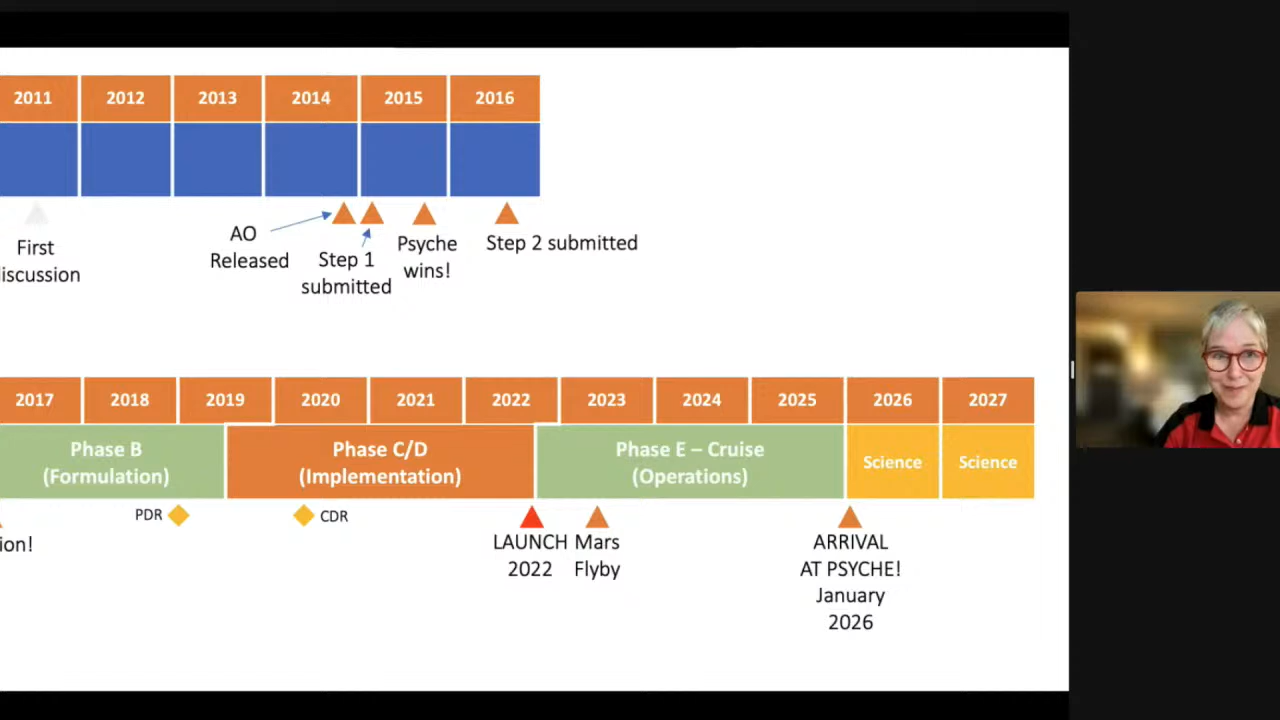 2011 2012 2013 2014 2015 2016
First
iscussion
AO
Released
Step 1
submitted
Psyche
wins!
Step 2 submitted
2017 2018 2019 2020 2021 2022 2023 2024 2025 2026 2027
Phase B
(Formulation)
Phase C/D
(Implementation)
Phase E – Cruise
(Operations)
Science
Science
PDR
CDR
ion!
LAUNCH
2022
Mars
Flyby
ARRIVAL
AT PSYCHE!
January
2026